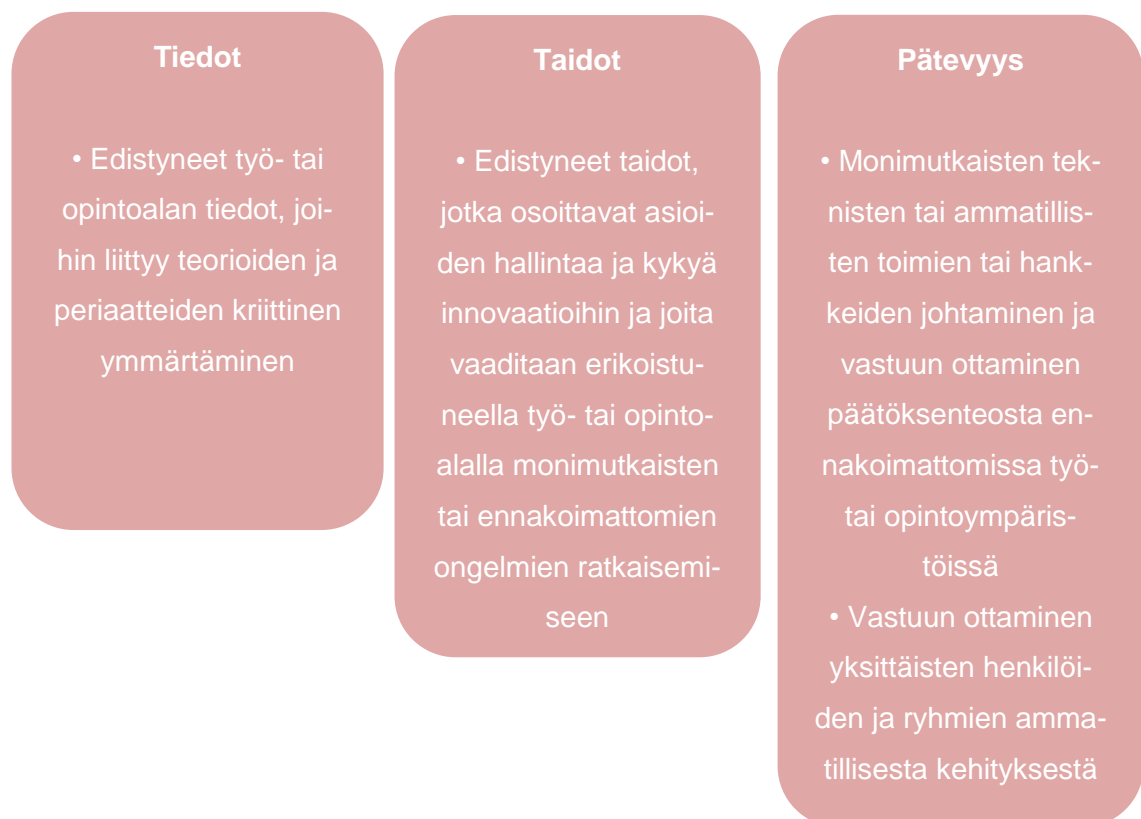 Tiedot
• Edistyneet työ- tai
opintoalan tiedot, joi-
hin liittyy teorioiden ja
periaatteiden kriittinen
ymmärtäminen
Taidot
• Edistyneet taidot,
jotka osoittavat asioi-
den hallintaa ja kykyä
innovaatioihin ja joita
vaaditaan erikoistu-
neella työ- tai opinto-
alalla monimutkaisten
tai ennakoimattomien
ongelmien ratkaisemi-
seen
Pätevyys
• Monimutkaisten tek-
nisten tai ammatillis-
ten toimien tai hank-
keiden johtaminen ja
vastuun ottaminen
päätöksenteosta en-
nakoimattomissa työ-
tai opintoympäris-
töissä
• Vastuun ottaminen
yksittäisten henkilöi-
den ja ryhmien amma-
tillisesta kehityksestä